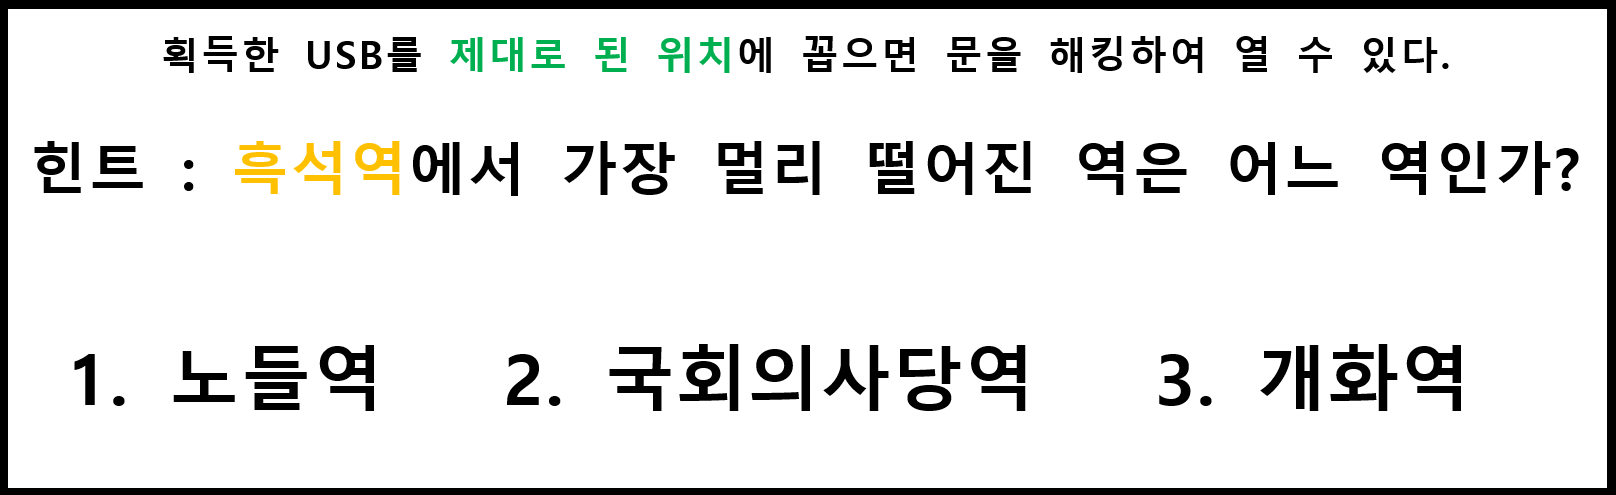 획득한 USB를 제대로 된 위치에 꼽으면 문을 해킹하여 열 수 있다.
힌트 : 흑석역에서 가장 멀리 떨어진 역은 어느 역인가?
1. 노들역 2. 국회의사당역 3. 개화역